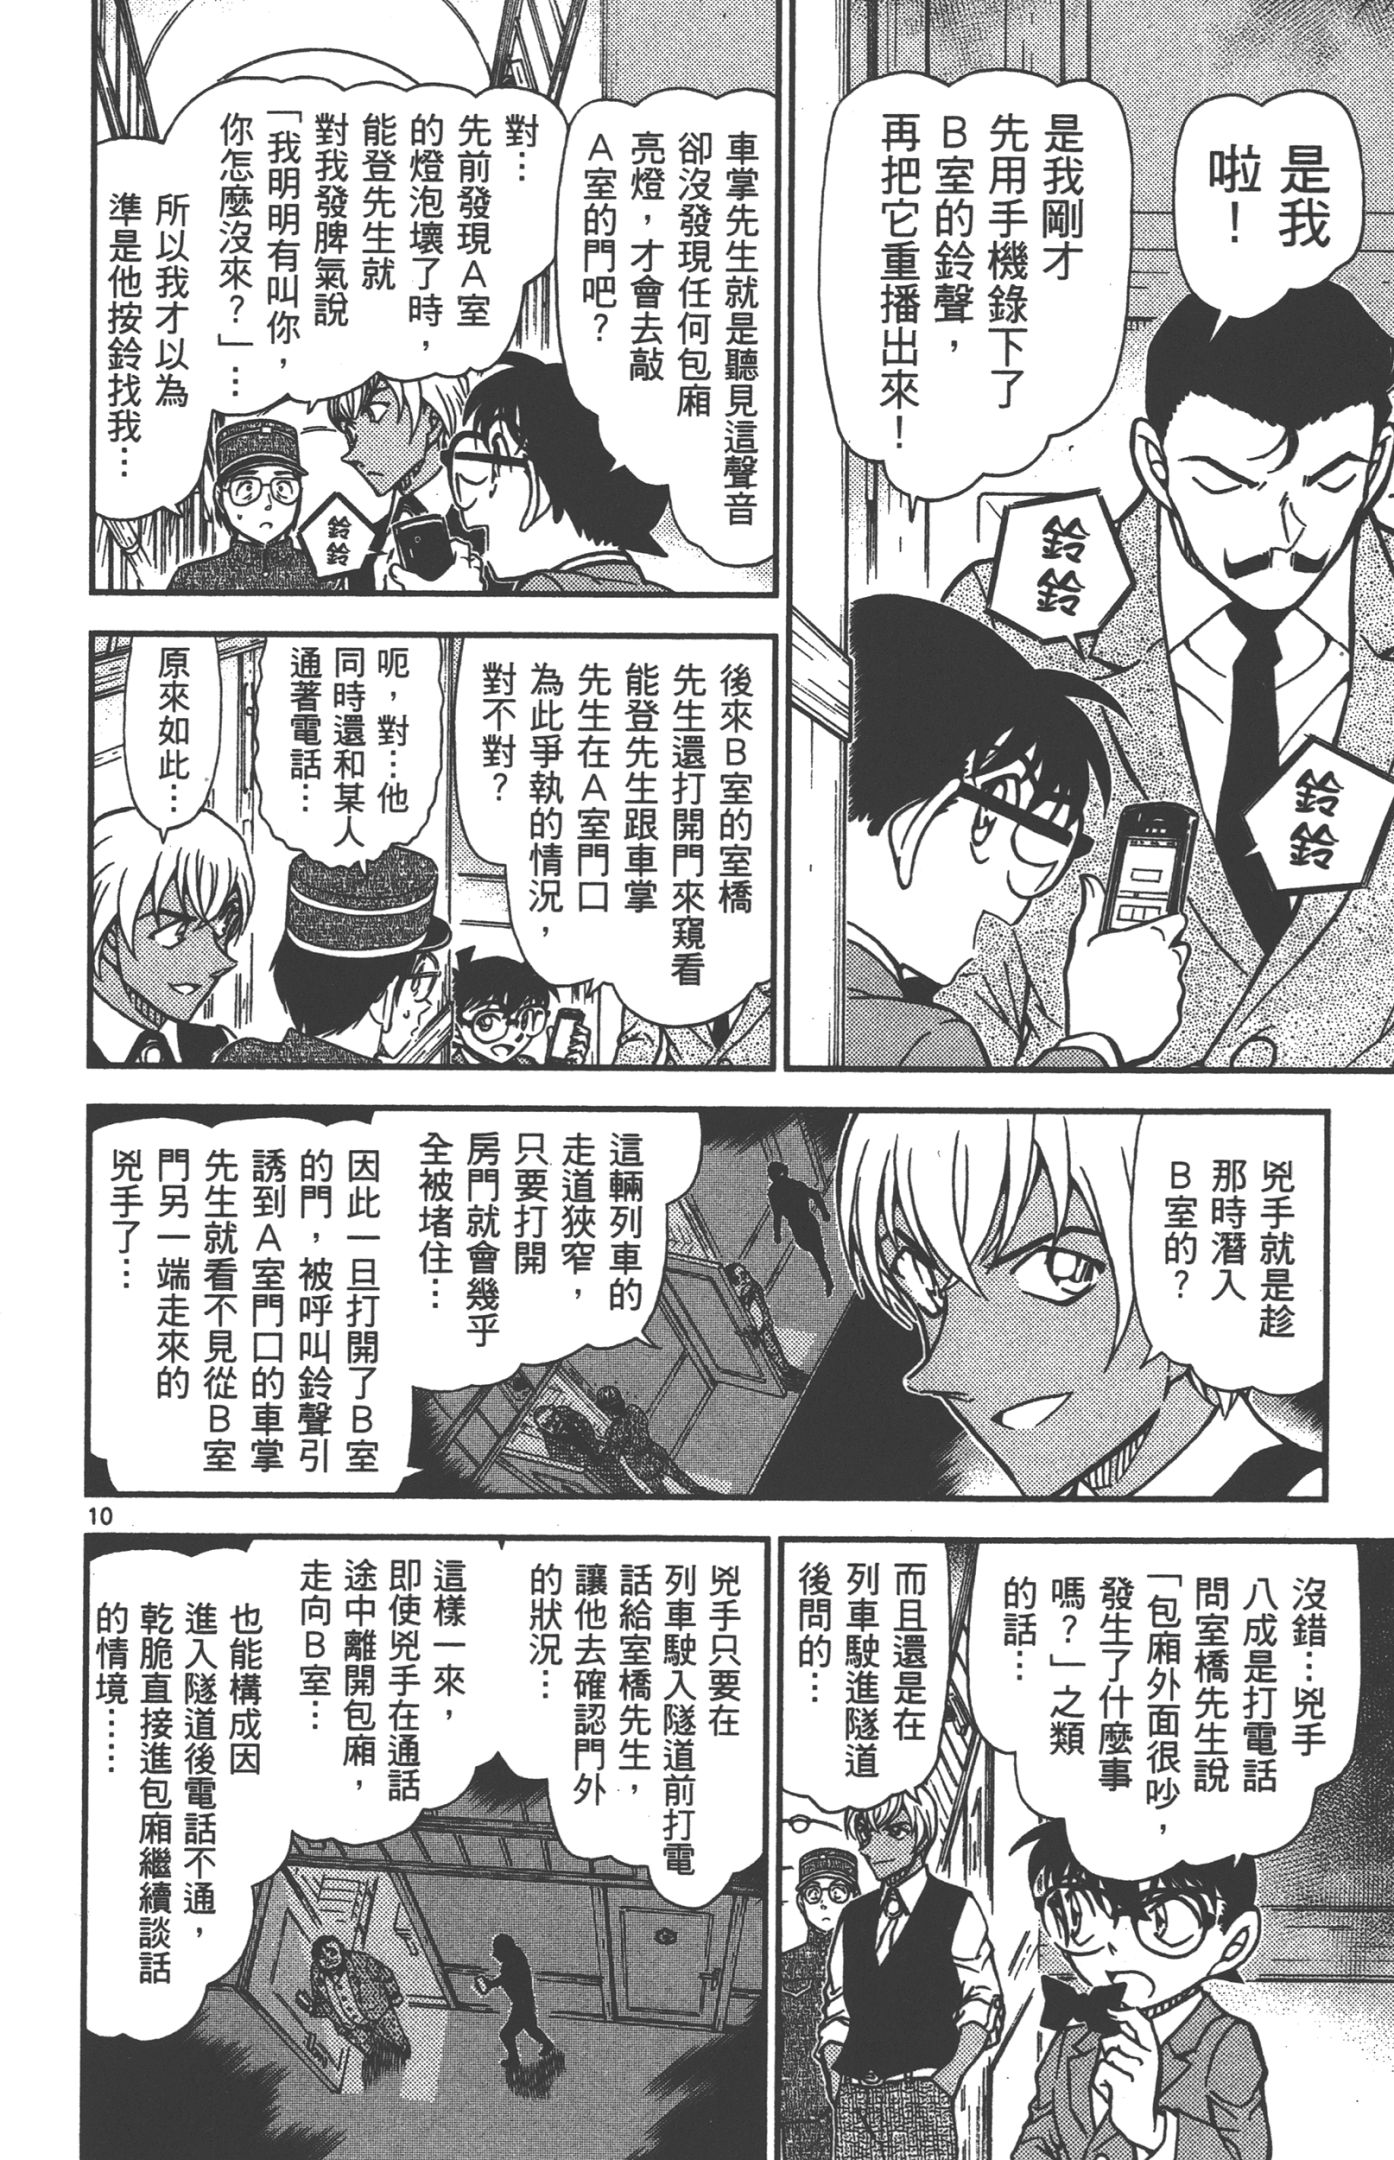 是我
啦！
是我剛才
先用手機錄下了
B室的鈴聲，
再把它重播出來！
鈴鈴
鈴鈴
車掌先生就是聽見這聲音
卻沒發現任何包廂
亮燈，才會去敲
A室的門吧？
對…
先前發現A室
的燈泡壞了時，
能登先生就
對我發脾氣說
「我明明有叫你，
你怎麼沒來？」…
所以我才以為
準是他按鈴找我…
鈴鈴
後來B室的室橋
先生還打開門來窺看
能登先生跟車掌
先生在A室門口
為此爭執的情況，
對不對？
呃，對…他
同時還和某人
通著電話…
原來如此…
兇手就是趁
那時潛入
B室的？
這輛列車的
走道狹窄，
只要打開
房門就會幾乎
全被堵住…
因此一旦打開了B室
的門，被呼叫鈴聲引
誘到A室門口的車掌
先生就看不見從B室
門另一端走來的
兇手了…
沒錯…兇手
八成是打電話
問室橋先生說
「包廂外面很吵，
發生了什麼事
嗎？」之類
的話…
而且還是在
列車駛進隧道
後問的…
兇手只要在
列車駛入隧道前打電
話給室橋先生，
讓他去確認門外
的狀況…
這樣一來，
即使兇手在通話
途中離開包廂，
走向B室…
也能構成因
進入隧道後電話不通，
乾脆直接進包廂繼續談話
的情境……
10